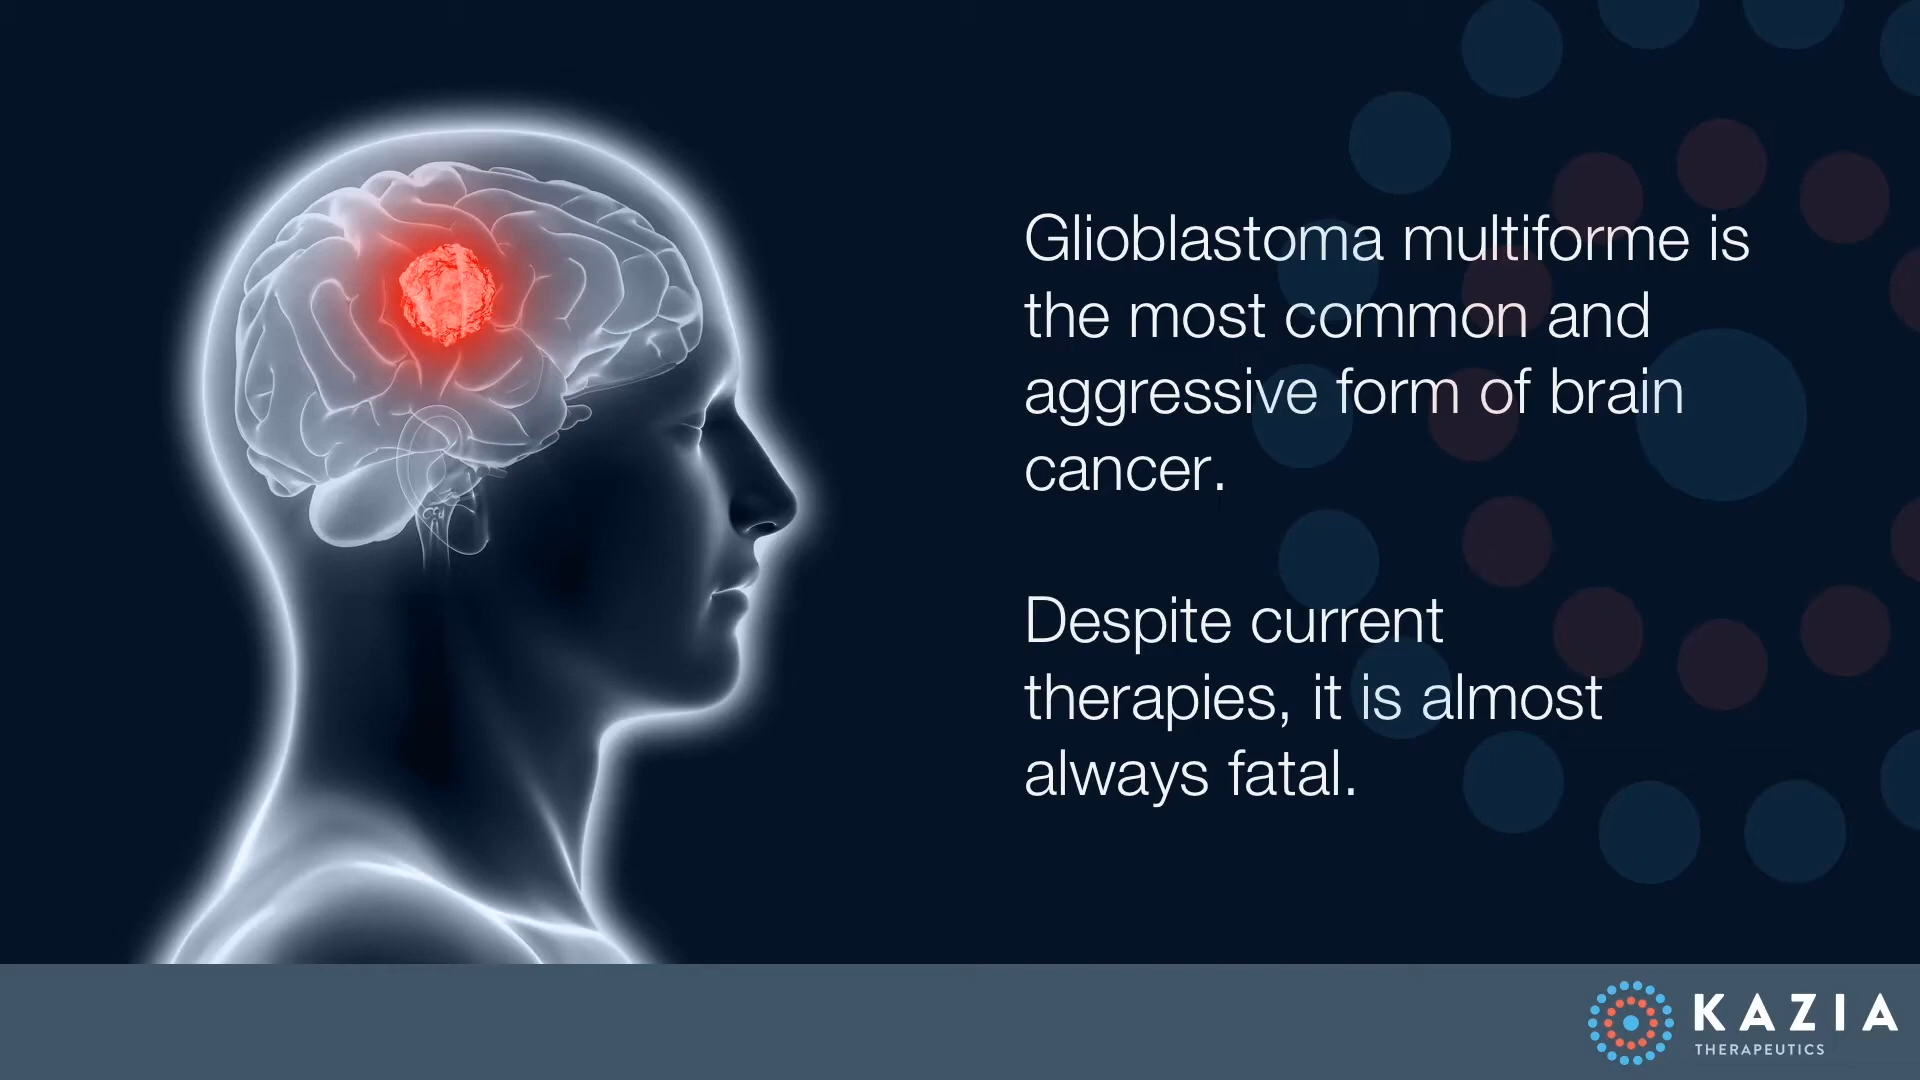 Glioblastoma multiforme is
the most common and
aggressive form of brain
cancer.
Despite current
therapies, it is almost
always fatal.
KAZIA
THERAPEUTICS